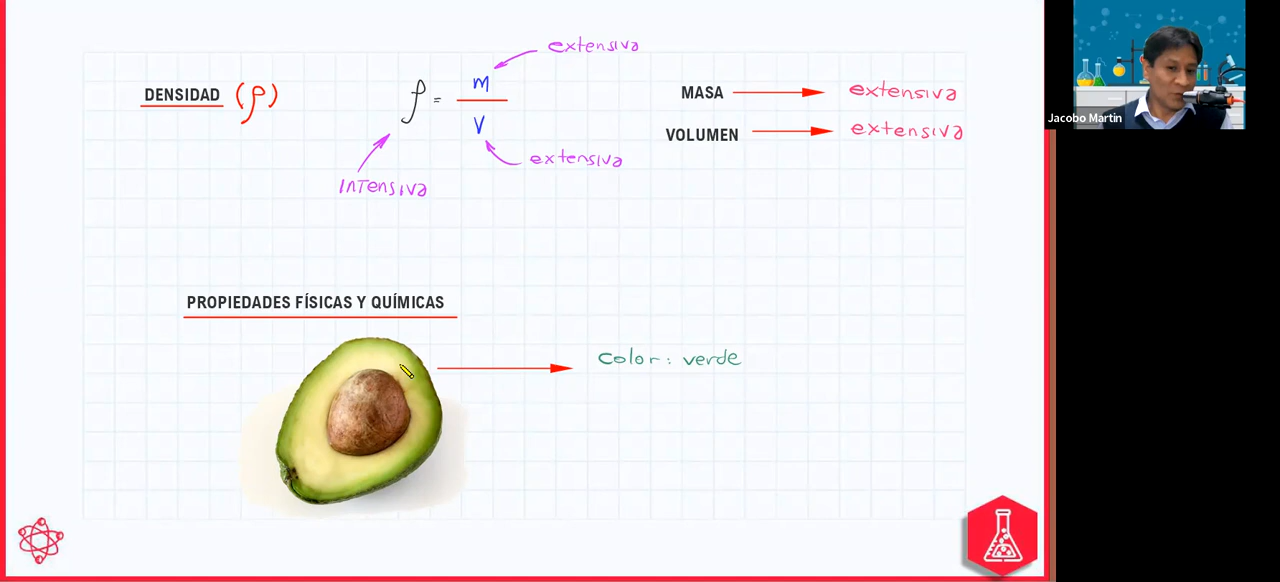 extensiva
DENSIDAD (ρ)
ρ = m / V
MASA extensiva
VOLUMEN extensiva
extensiva
INTensiva
Jacobo Martin
PROPIEDADES FÍSICAS Y QUÍMICAS
color: verde